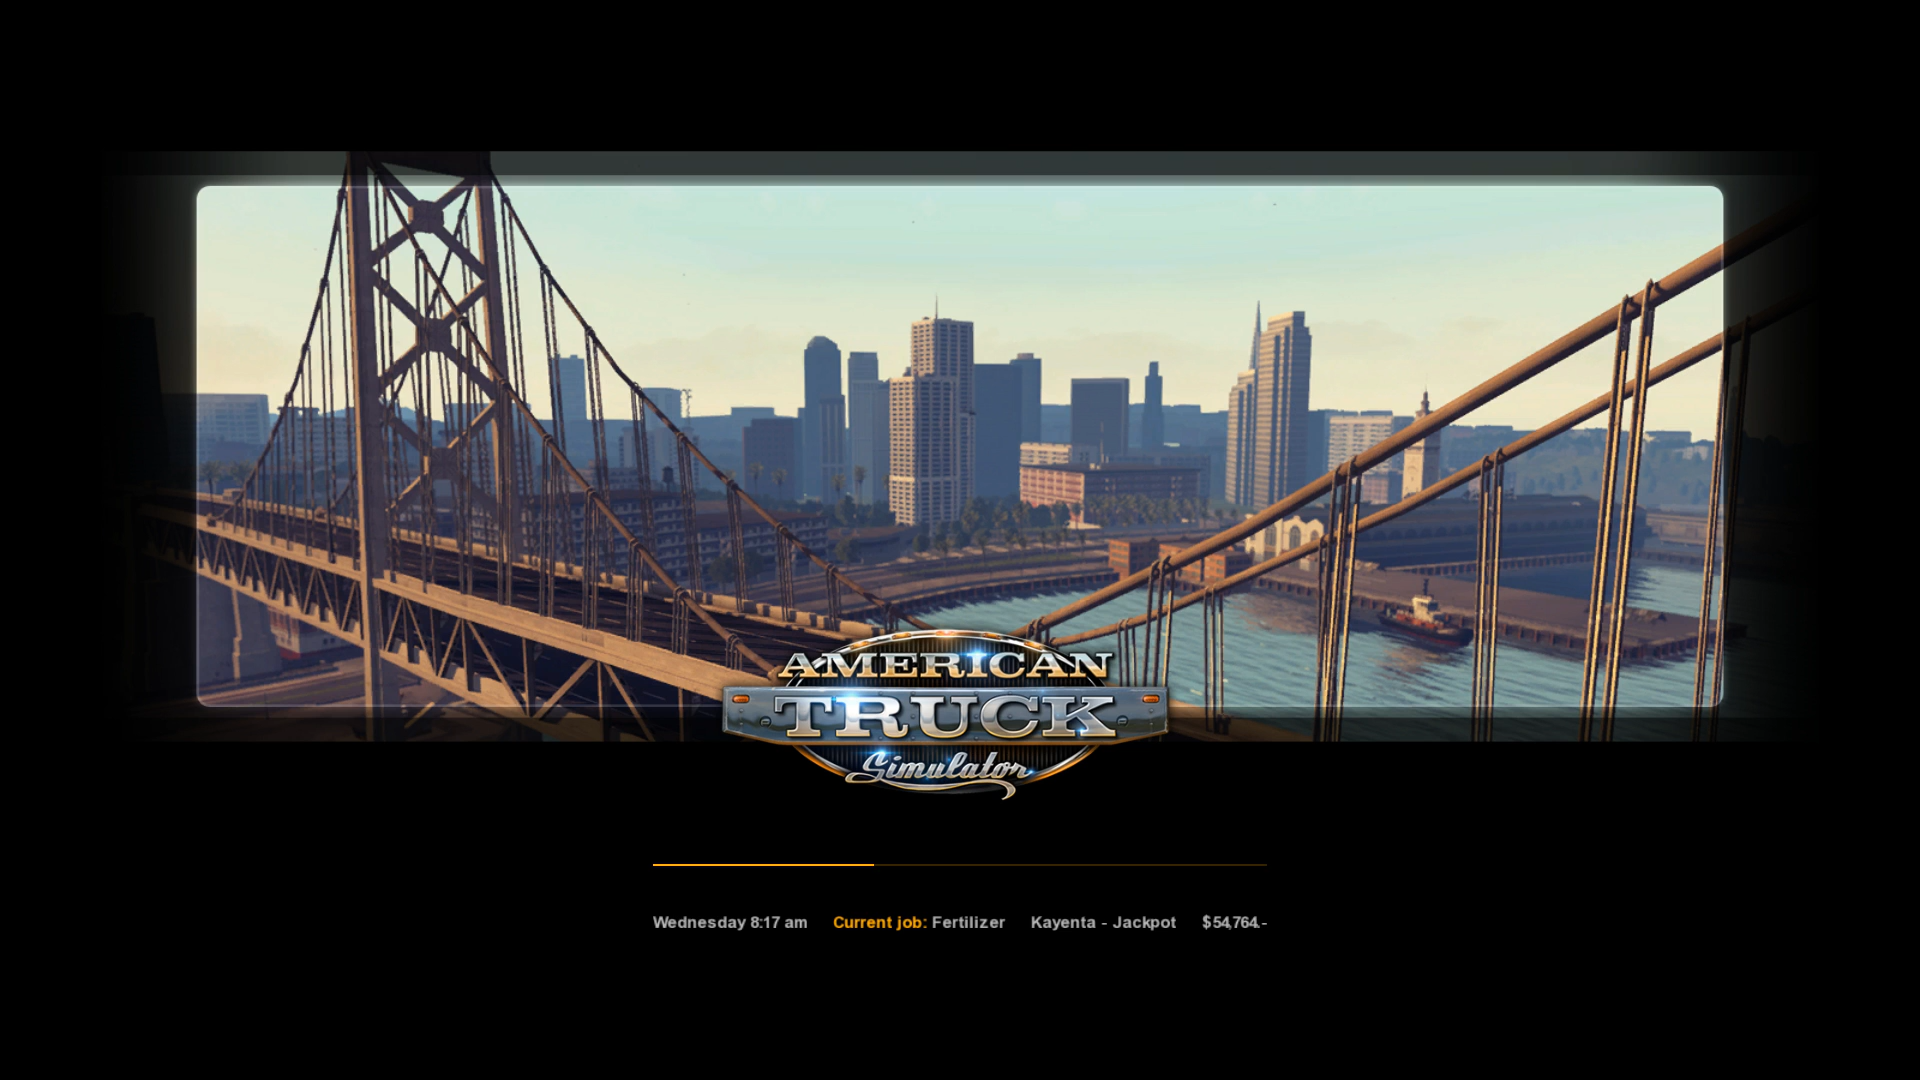 AMERICAN
TRUCK
Simulator
Wednesday 8:17 am Current job: Fertilizer Kayenta - Jackpot $54,764.-